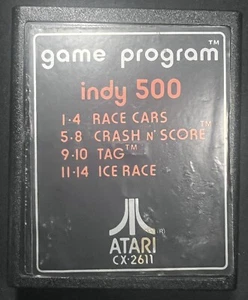 game program™
indy 500
1-4 RACE CARS
5-8 CRASH N' SCORE™
9-10 TAG™
11-14 ICE RACE
ATARI®
CX-2611